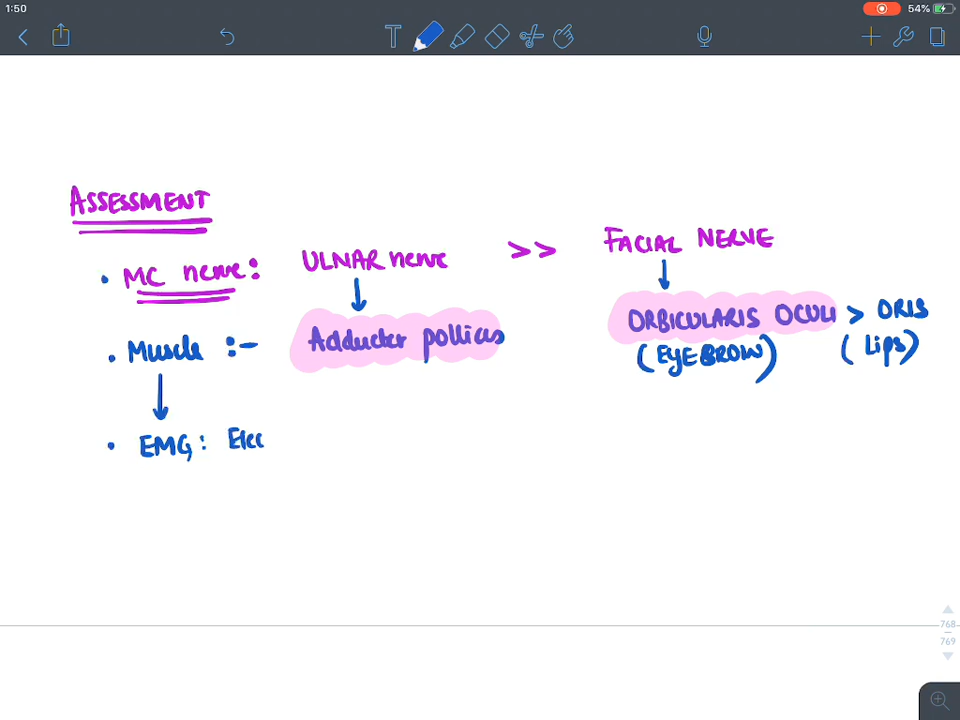 1:50
54%
T
ASSESSMENT
• MC nerve: ULNAR nerve >> FACIAL NERVE
• Muscle :- Adductor pollicis ORBICULARIS OCULI > ORIS
(EYEBROW) (Lips)
• EMG: Elec
768
769